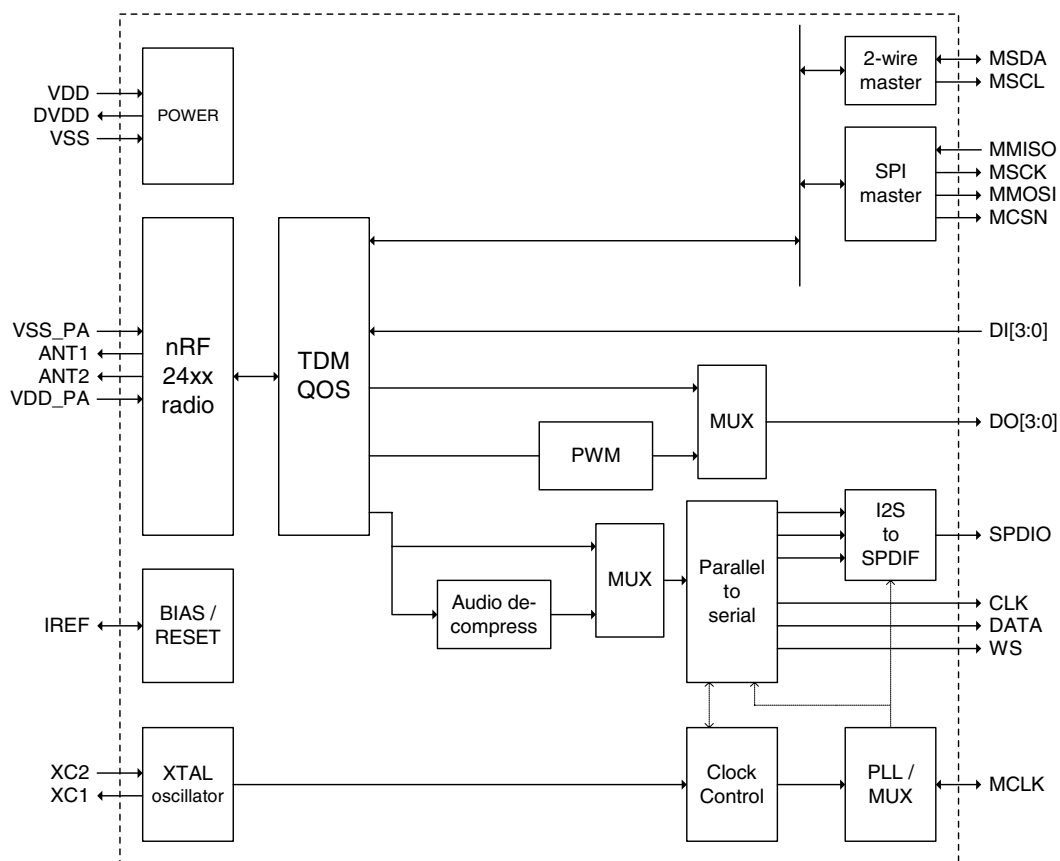 VDD
DVDD
VSS
POWER
2-wire
master
MSDA
MSCL
SPI
master
MMISO
MSCK
MMOSI
MCSN
VSS_PA
ANT1
ANT2
VDD_PA
nRF
24xx
radio
TDM
QOS
DI[3:0]
MUX
DO[3:0]
PWM
I2S
to
SPDIF
SPDIO
MUX
Parallel
to
serial
Audio de-
compress
CLK
DATA
WS
IREF
BIAS /
RESET
XC2
XC1
XTAL
oscillator
Clock
Control
PLL /
MUX
MCLK